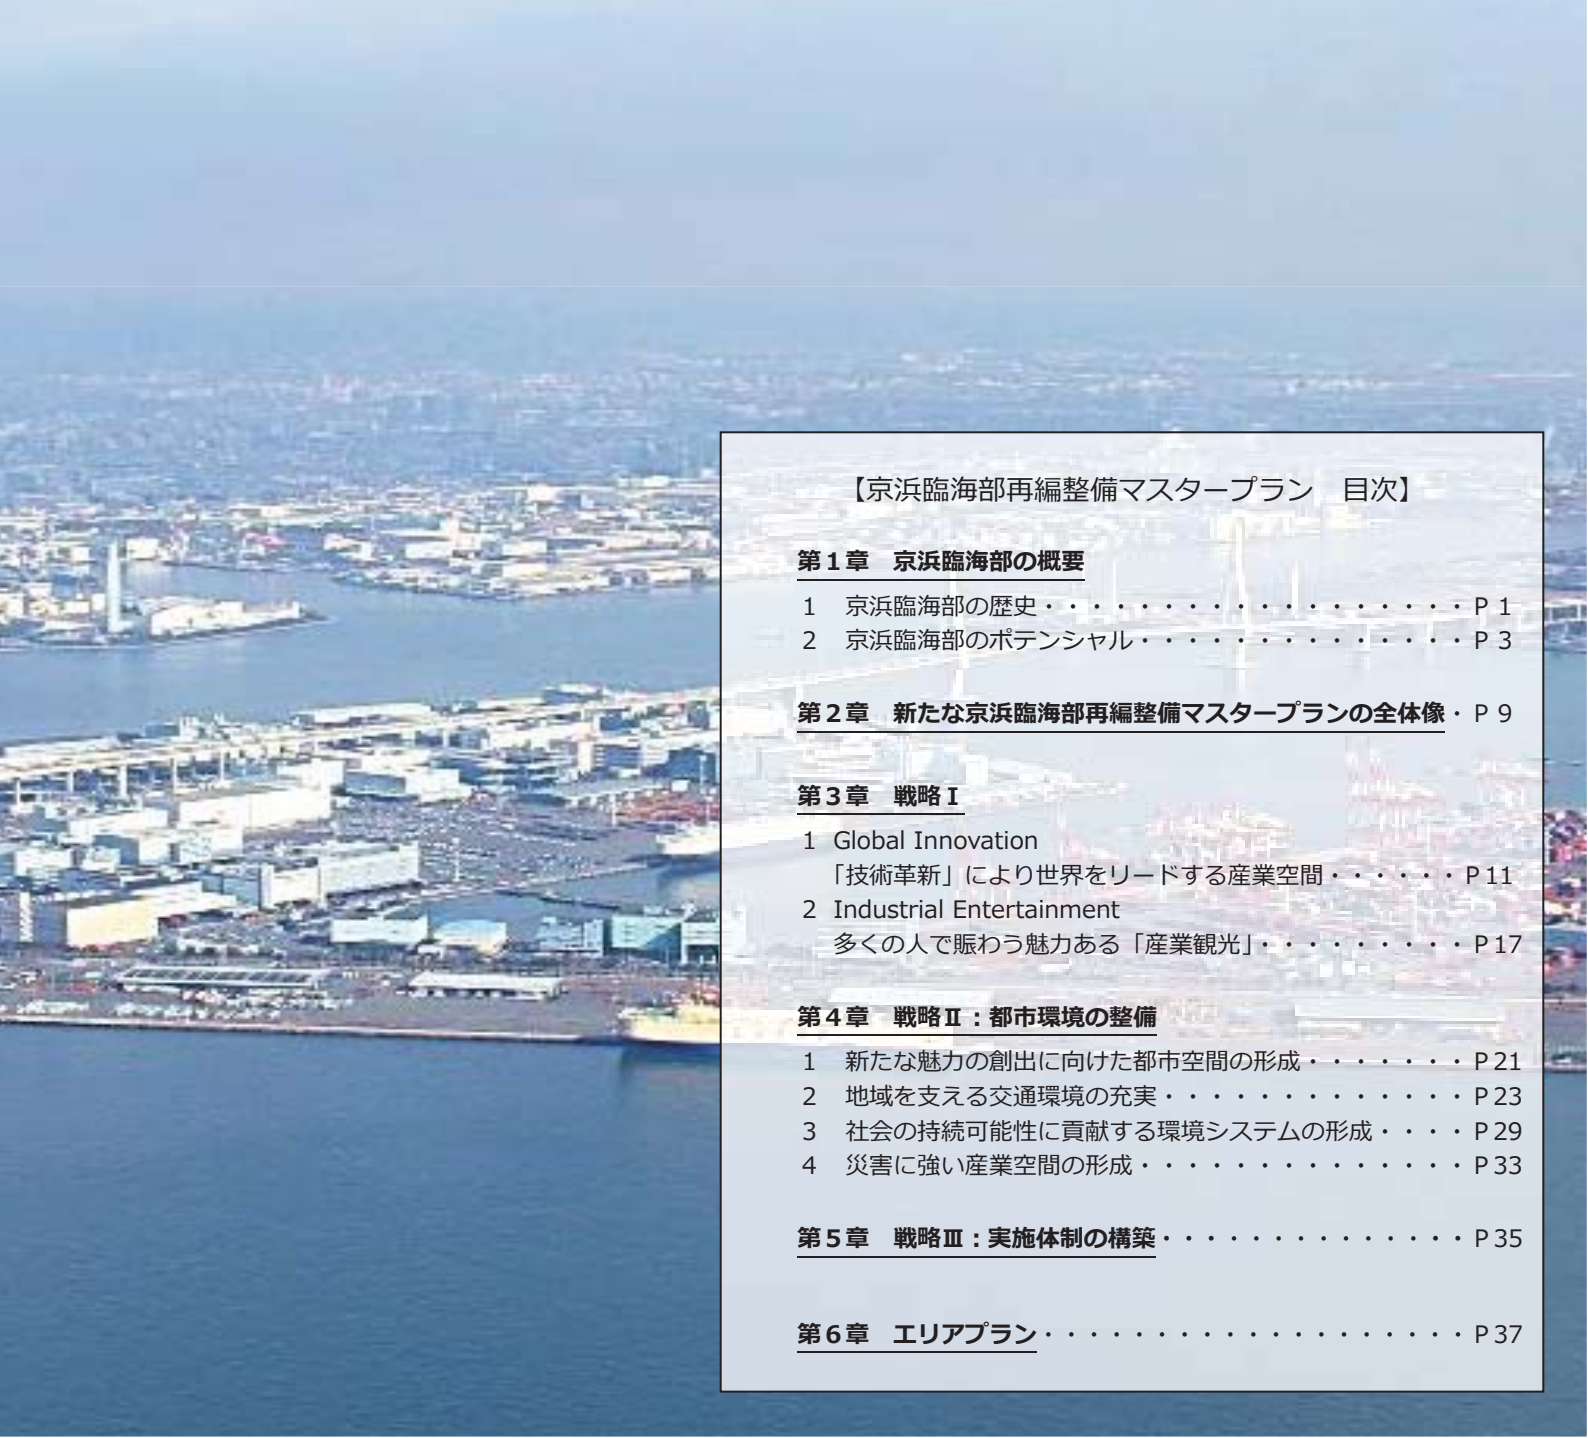 【京浜臨海部再編整備マスタープラン　目次】
第１章　京浜臨海部の概要
1　京浜臨海部の歴史・・・・・・・・・・・・・・・・・・P 1
2　京浜臨海部のポテンシャル・・・・・・・・・・・・・・P 3
第２章　新たな京浜臨海部再編整備マスタープランの全体像・P 9
第３章　戦略Ⅰ
1 Global Innovation
「技術革新」により世界をリードする産業空間・・・・・・P 11
2 Industrial Entertainment
多くの人で賑わう魅力ある「産業観光」・・・・・・・・・P 17
第４章　戦略Ⅱ：都市環境の整備
1　新たな魅力の創出に向けた都市空間の形成・・・・・・・P 21
2　地域を支える交通環境の充実・・・・・・・・・・・・・P 23
3　社会の持続可能性に貢献する環境システムの形成・・・・P 29
4　災害に強い産業空間の形成・・・・・・・・・・・・・・P 33
第５章　戦略Ⅲ：実施体制の構築・・・・・・・・・・・・・・P 35
第６章　エリアプラン・・・・・・・・・・・・・・・・・・・P 37